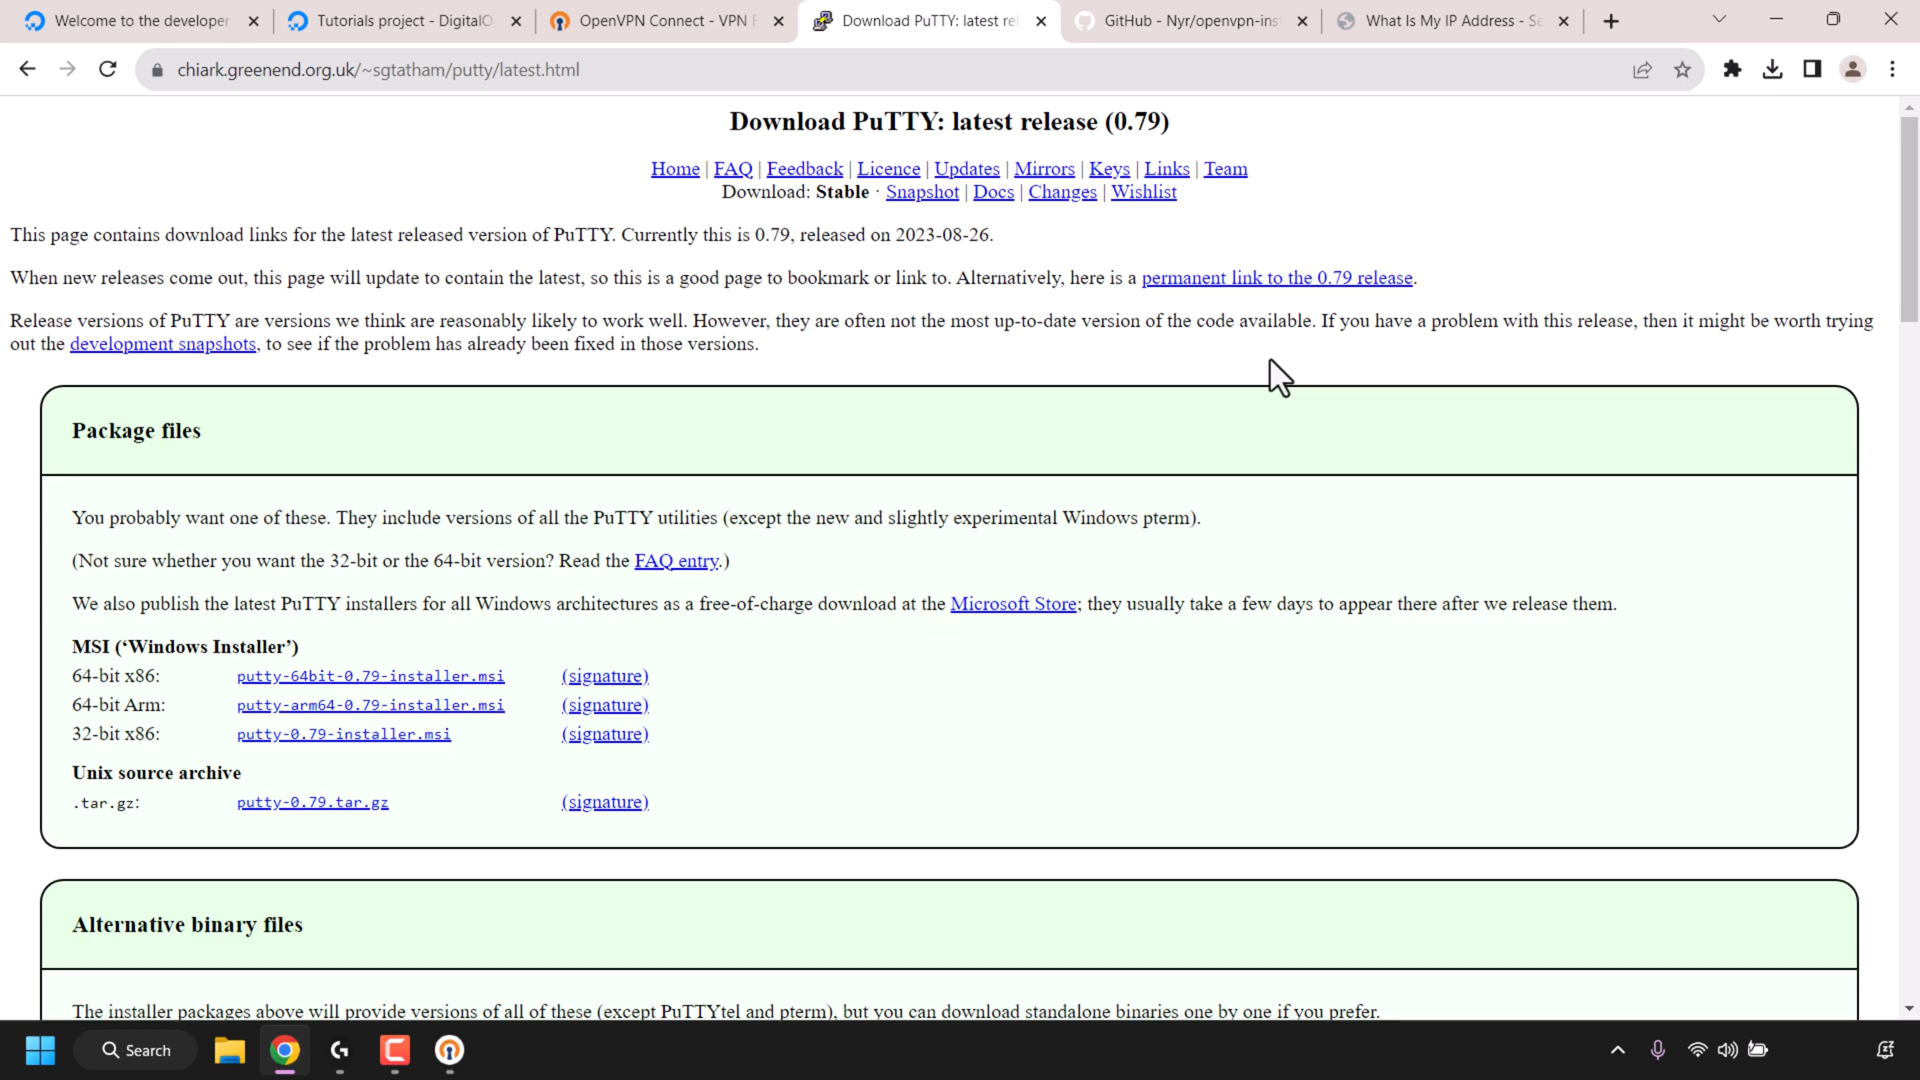 Welcome to the developer
Tutorials project - DigitalO
OpenVPN Connect - VPN F
Download PuTTY: latest rel
GitHub - Nyr/openvpn-ins
What Is My IP Address - Se
chiark.greenend.org.uk/~sgtatham/putty/latest.html
Download PuTTY: latest release (0.79)
Home | FAQ | Feedback | Licence | Updates | Mirrors | Keys | Links | Team
Download: Stable · Snapshot | Docs | Changes | Wishlist
This page contains download links for the latest released version of PuTTY. Currently this is 0.79, released on 2023-08-26.
When new releases come out, this page will update to contain the latest, so this is a good page to bookmark or link to. Alternatively, here is a permanent link to the 0.79 release.
Release versions of PuTTY are versions we think are reasonably likely to work well. However, they are often not the most up-to-date version of the code available. If you have a problem with this release, then it might be worth trying
out the development snapshots, to see if the problem has already been fixed in those versions.
Package files
You probably want one of these. They include versions of all the PuTTY utilities (except the new and slightly experimental Windows pterm).
(Not sure whether you want the 32-bit or the 64-bit version? Read the FAQ entry.)
We also publish the latest PuTTY installers for all Windows architectures as a free-of-charge download at the Microsoft Store; they usually take a few days to appear there after we release them.
MSI (‘Windows Installer’)
64-bit x86: putty-64bit-0.79-installer.msi (signature)
64-bit Arm: putty-arm64-0.79-installer.msi (signature)
32-bit x86: putty-0.79-installer.msi (signature)
Unix source archive
.tar.gz: putty-0.79.tar.gz (signature)
Alternative binary files
The installer packages above will provide versions of all of these (except PuTTYtel and pterm), but you can download standalone binaries one by one if you prefer.
Search